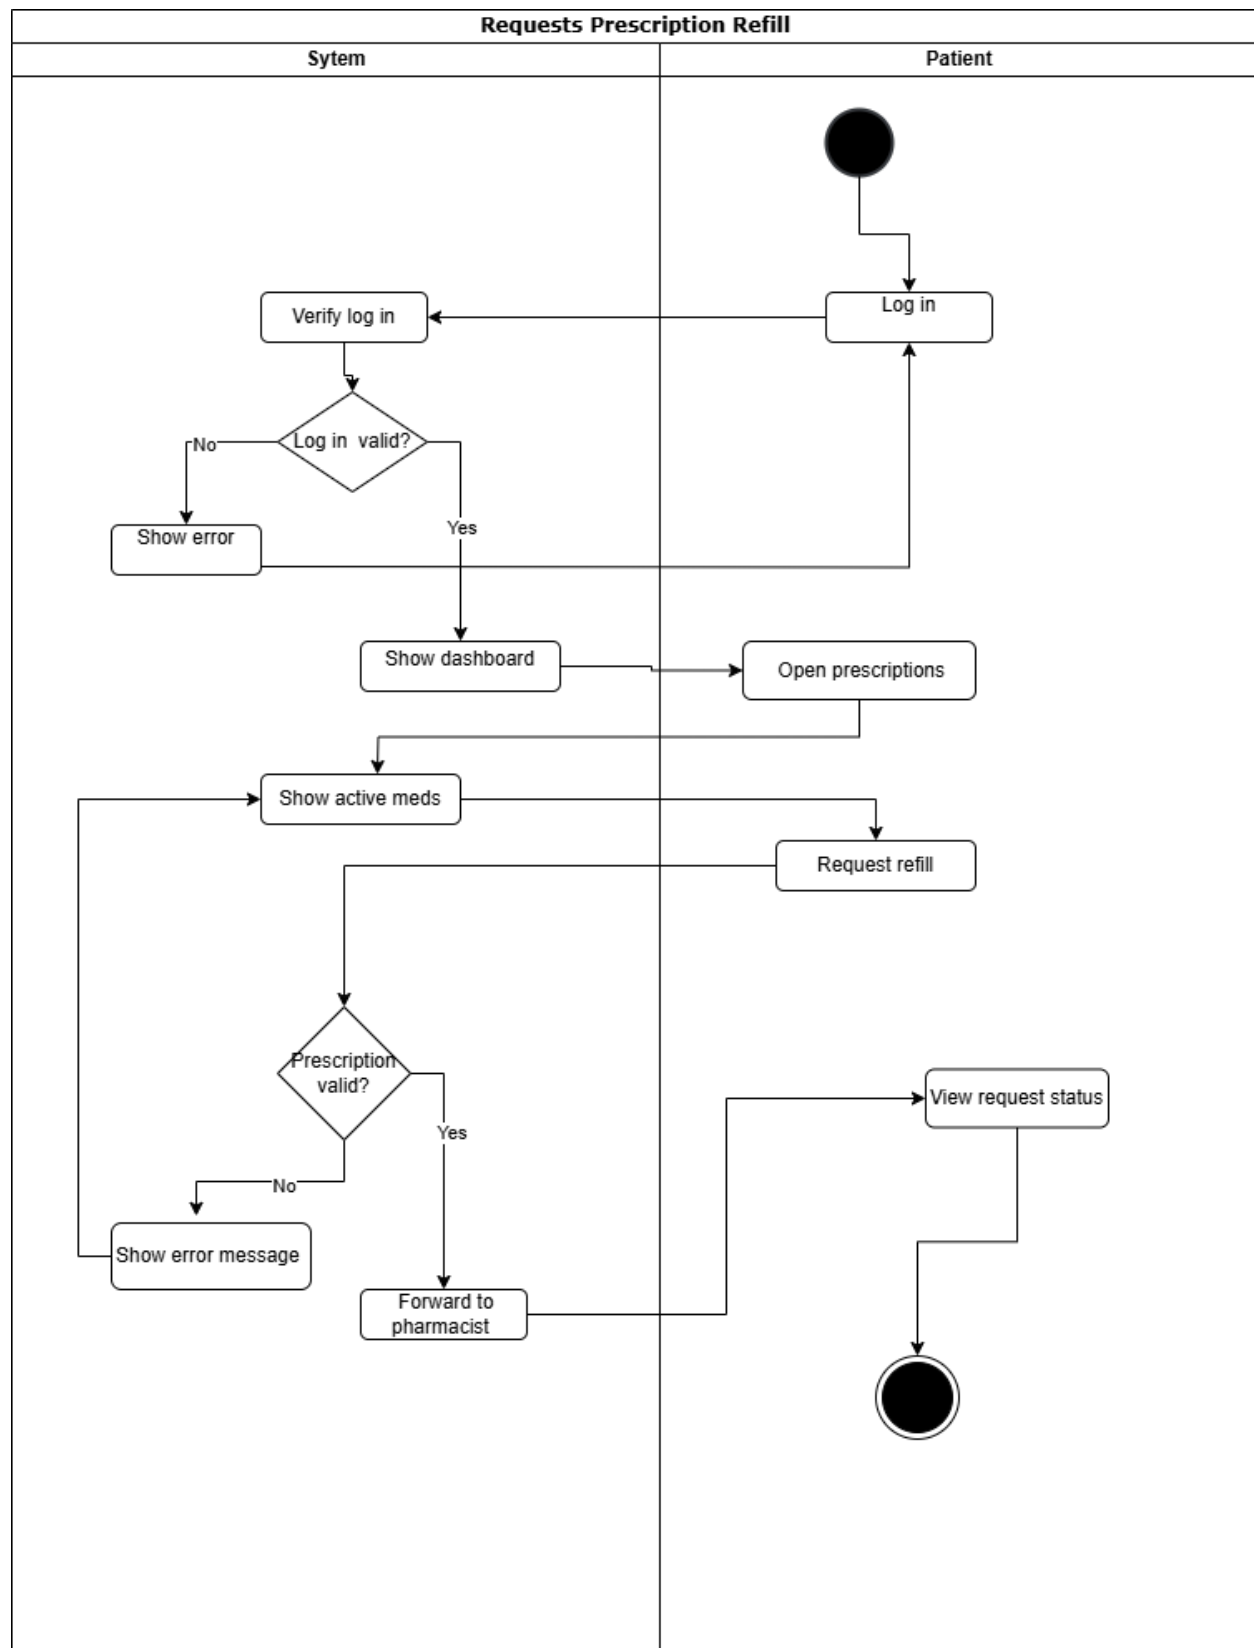 Requests Prescription Refill
Sytem
Patient
Log in
Verify log in
Log in valid?
No
Show error
Yes
Show dashboard
Open prescriptions
Show active meds
Request refill
Prescription
valid?
View request status
Yes
No
Show error message
Forward to
pharmacist